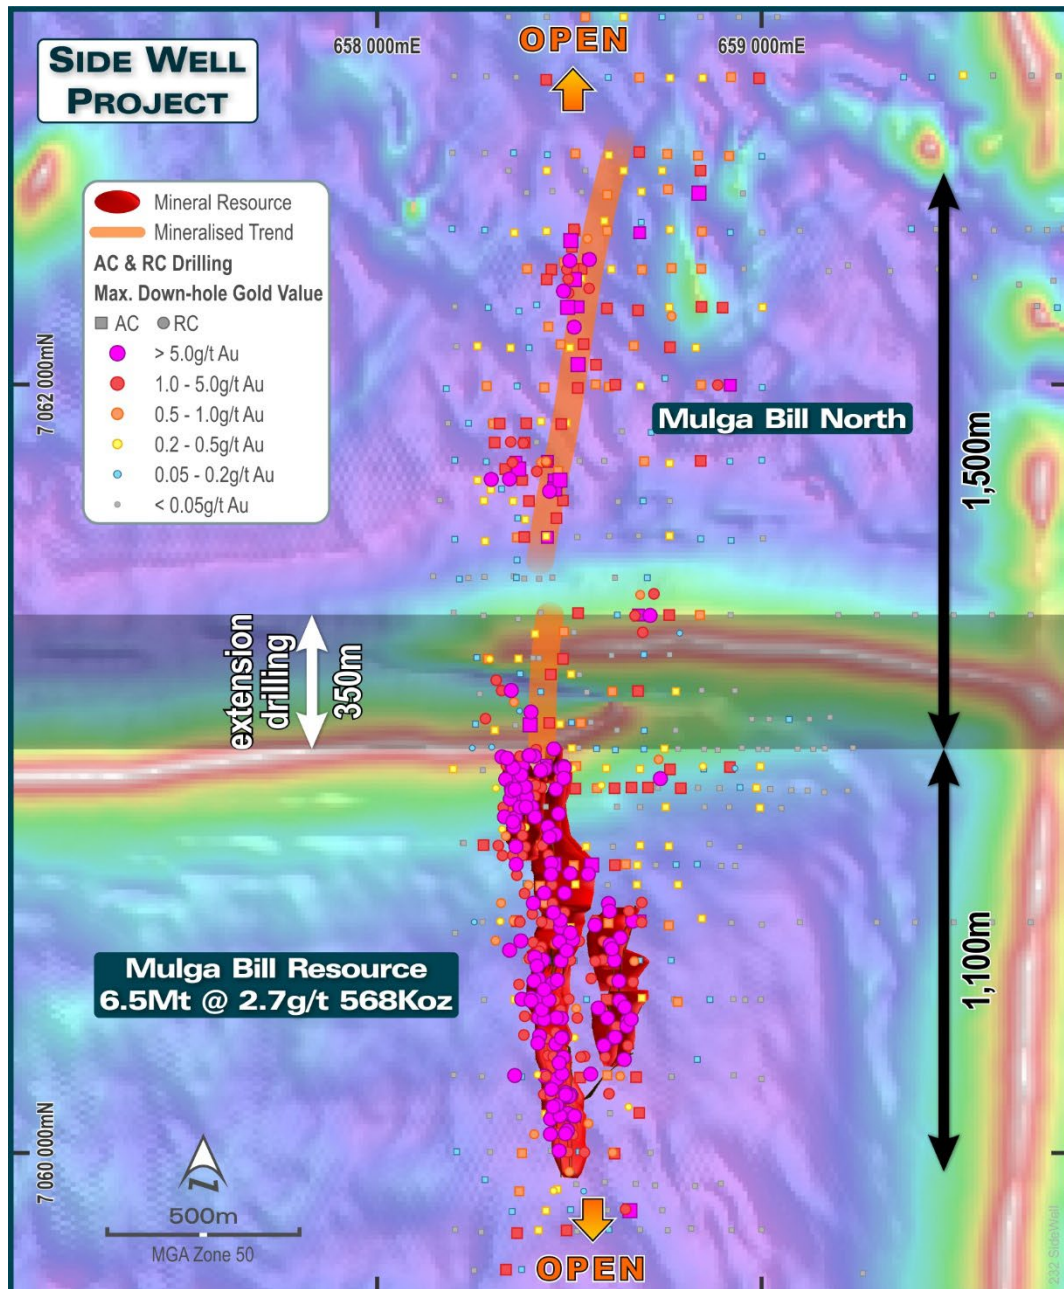 SIDE WELL
PROJECT
658 000mE
OPEN
659 000mE
Mineral Resource
Mineralised Trend
AC & RC Drilling
Max. Down-hole Gold Value
AC RC
> 5.0g/t Au
1.0 - 5.0g/t Au
0.5 - 1.0g/t Au
0.2 - 0.5g/t Au
0.05 - 0.2g/t Au
< 0.05g/t Au
7 062 000mN
Mulga Bill North
1,500m
extension
drilling
350m
Mulga Bill Resource
6.5Mt @ 2.7g/t 568Koz
1,100m
7 060 000mN
N
500m
MGA Zone 50
OPEN
232 SideWell